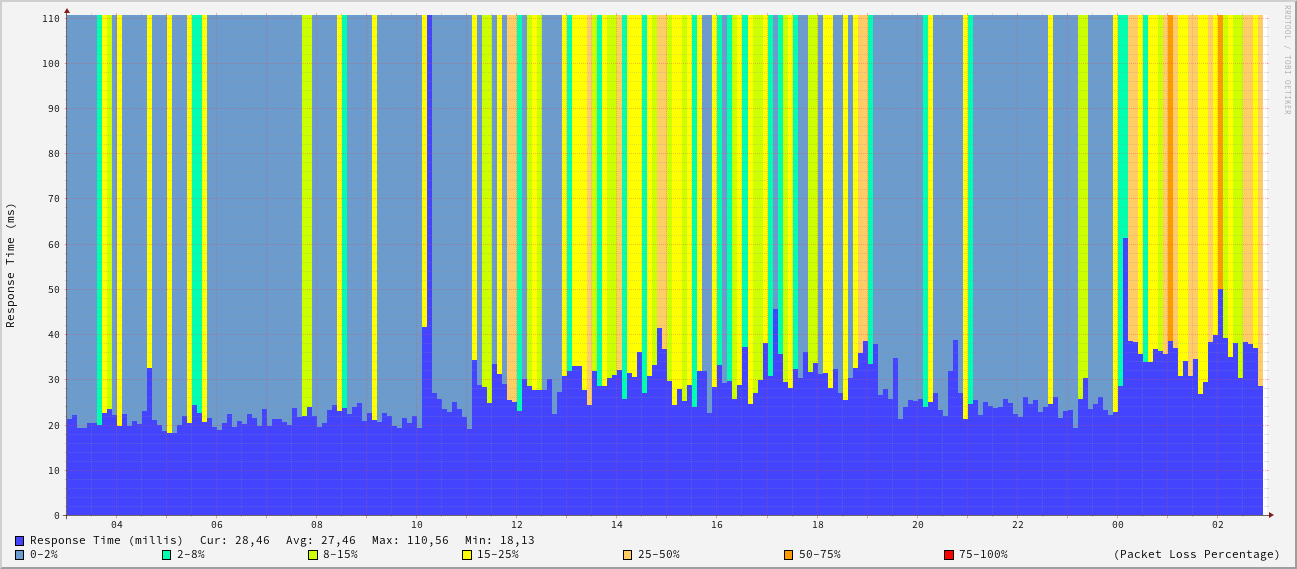 RRDTOOL / TOBI OETIKER
Response Time (ms)
110
100
90
80
70
60
50
40
30
20
10
0
04 06 08 10 12 14 16 18 20 22 00 02
Response Time (millis) Cur: 28,46 Avg: 27,46 Max: 110,56 Min: 18,13
0-2% 2-8% 8-15% 15-25% 25-50% 50-75% 75-100% (Packet Loss Percentage)